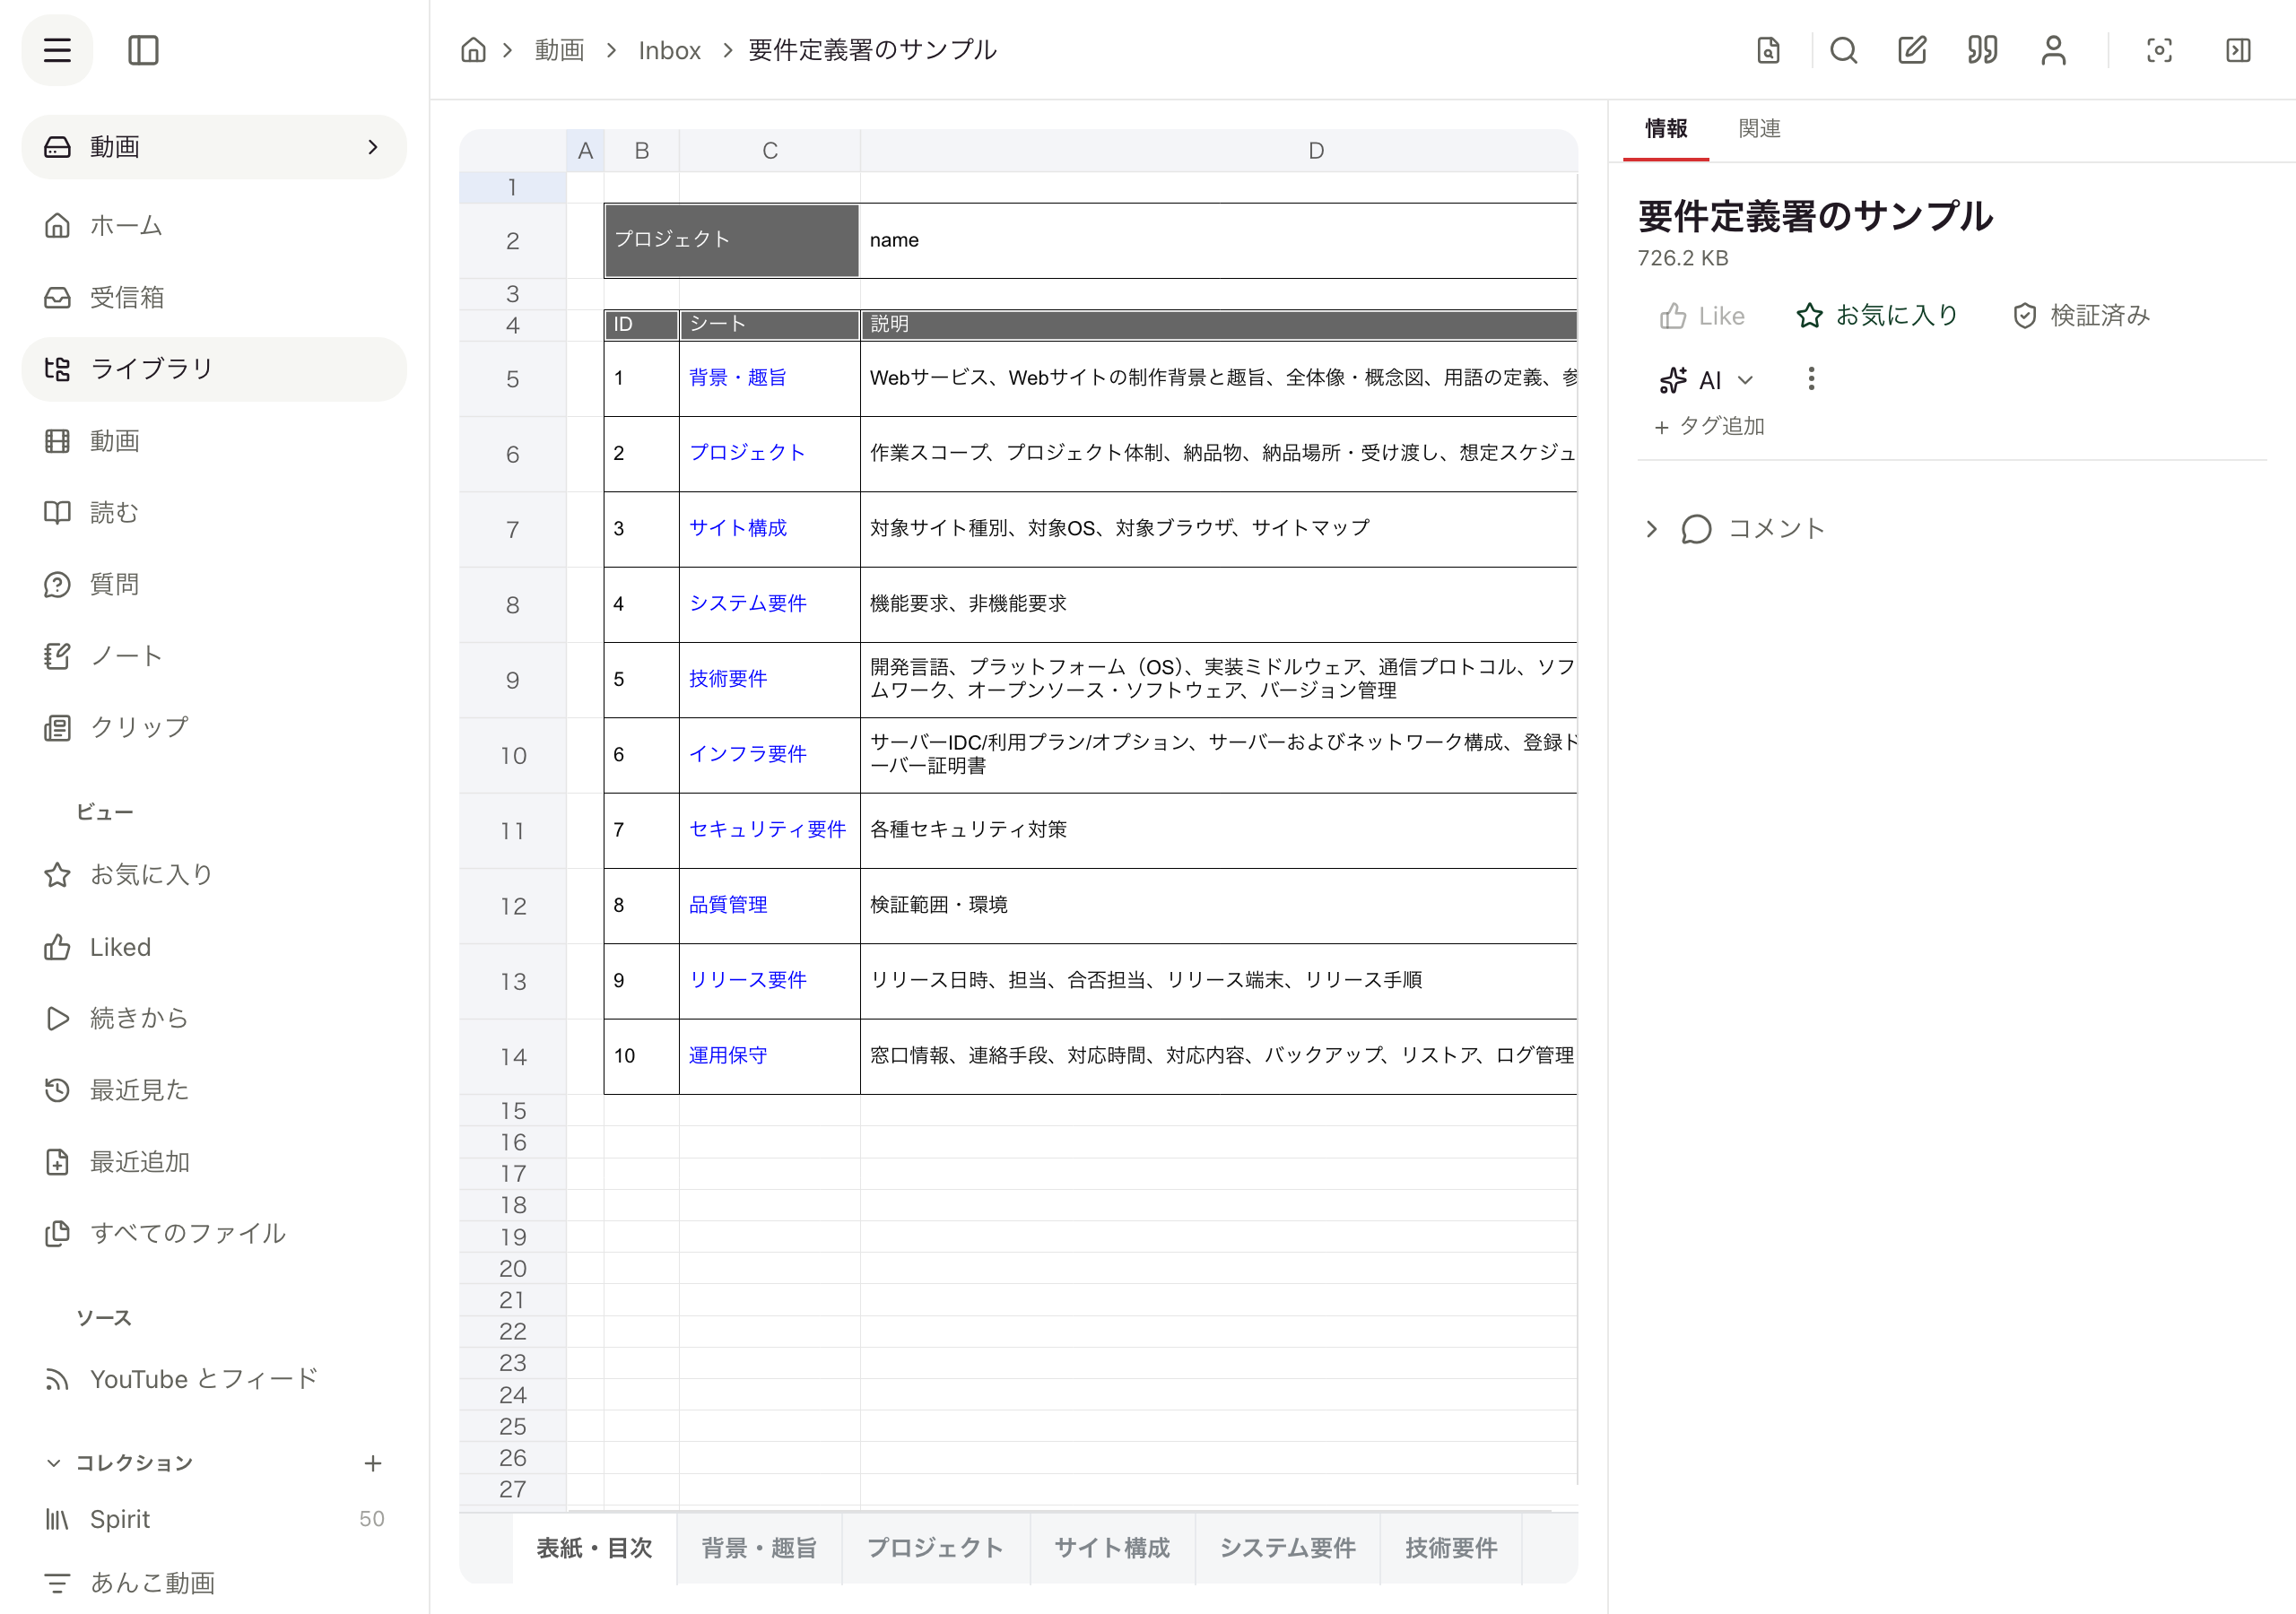 動画
ホーム
受信箱
ライブラリ
動画
読む
質問
ノート
クリップ
ビュー
お気に入り
Liked
続きから
最近見た
最近追加
すべてのファイル
ソース
YouTube とフィード
コレクション
Spirit 50
あんこ動画
動画 Inbox 要件定義署のサンプル
A B C D
1
2 プロジェクト name
3
4 ID シート 説明
5 1 背景・趣旨 Webサービス、Webサイトの制作背景と趣旨、全体像・概念図、用語の定義、参
6 2 プロジェクト 作業スコープ、プロジェクト体制、納品物、納品場所・受け渡し、想定スケジュ
7 3 サイト構成 対象サイト種別、対象OS、対象ブラウザ、サイトマップ
8 4 システム要件 機能要求、非機能要求
9 5 技術要件 開発言語、プラットフォーム（OS）、実装ミドルウェア、通信プロトコル、ソフ
ムワーク、オープンソース・ソフトウェア、バージョン管理
10 6 インフラ要件 サーバーIDC/利用プラン/オプション、サーバーおよびネットワーク構成、登録ド
ーバー証明書
11 7 セキュリティ要件 各種セキュリティ対策
12 8 品質管理 検証範囲・環境
13 9 リリース要件 リリース日時、担当、合否担当、リリース端末、リリース手順
14 10 運用保守 窓口情報、連絡手段、対応時間、対応内容、バックアップ、リストア、ログ管理
15
16
17
18
19
20
21
22
23
24
25
26
27
表紙・目次 背景・趣旨 プロジェクト サイト構成 システム要件 技術要件
情報 関連
要件定義署のサンプル
726.2 KB
Like お気に入り 検証済み
AI
+ タグ追加
コメント